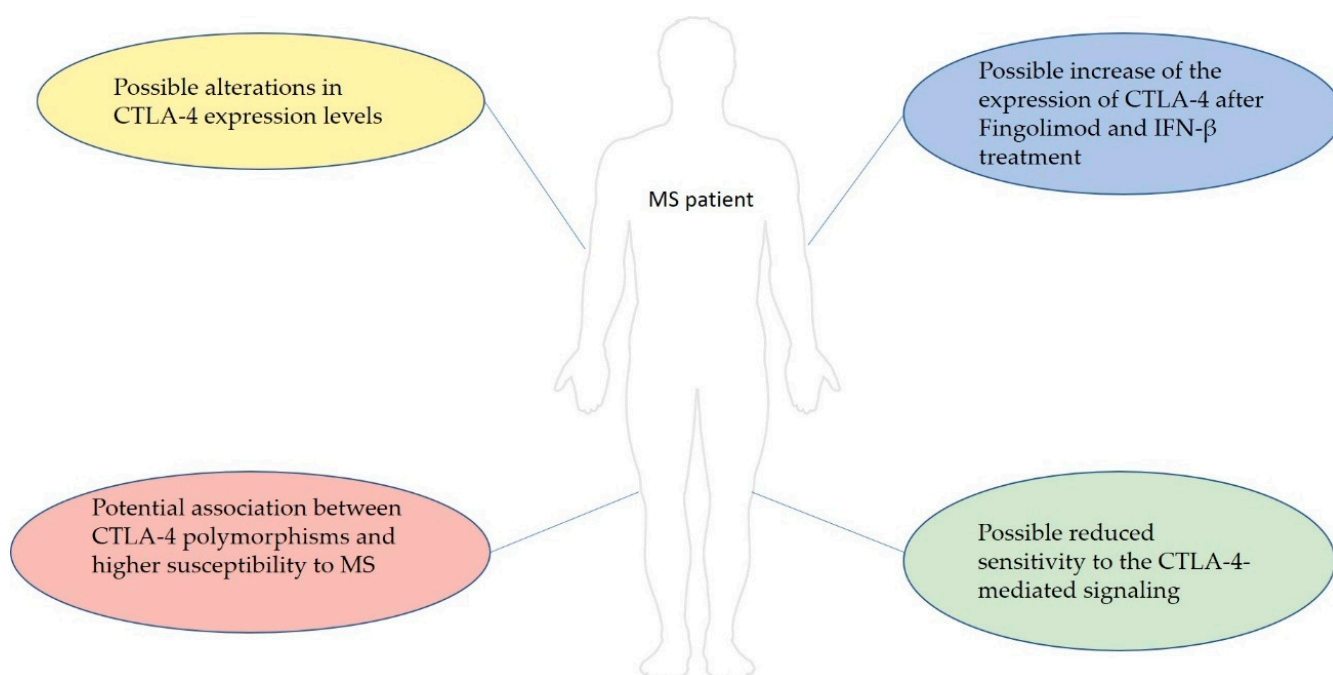 Possible alterations in
CTLA-4 expression levels
Possible increase of the
expression of CTLA-4 after
Fingolimod and IFN-β
treatment
MS patient
Potential association between
CTLA-4 polymorphisms and
higher susceptibility to MS
Possible reduced
sensitivity to the CTLA-4-
mediated signaling